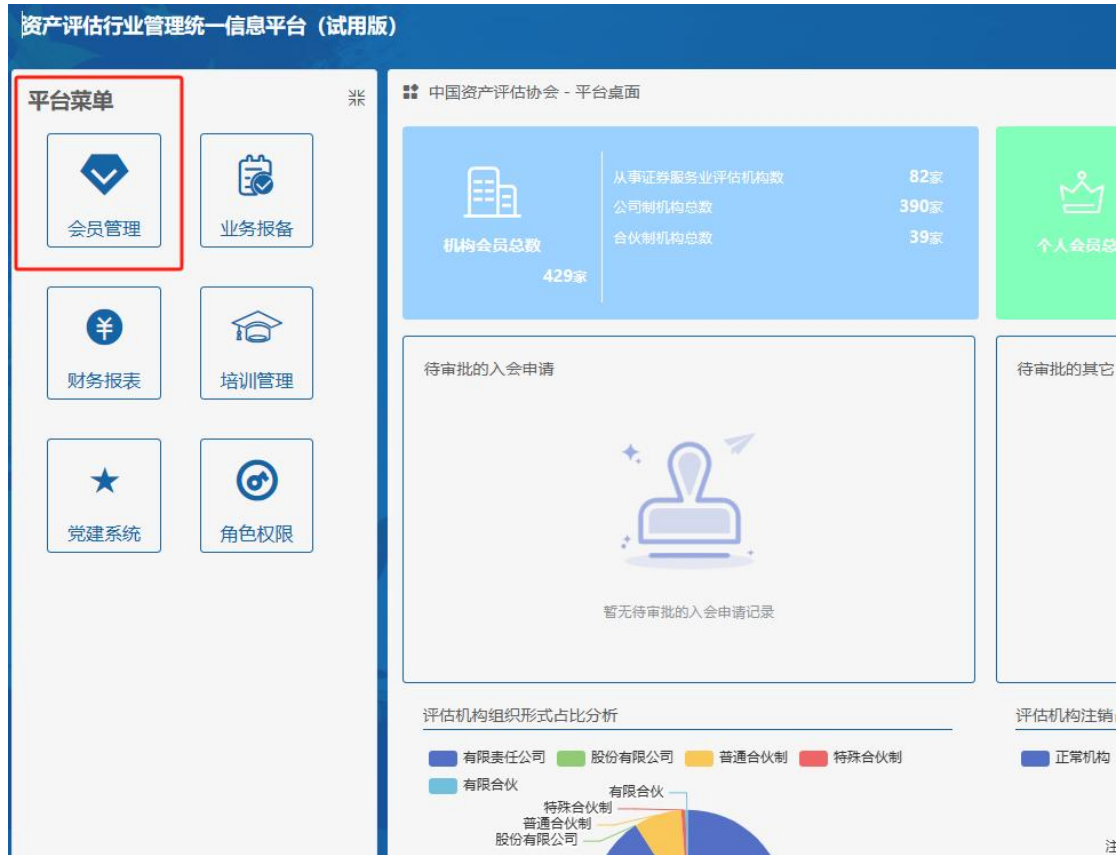 资产评估行业管理统一信息平台（试用版）
平台菜单
会员管理
业务报备
财务报表
培训管理
党建系统
角色权限
中国资产评估协会 - 平台桌面
机构会员总数
429家
从事证券服务业评估机构数 82家
公司制机构总数 390家
合伙制机构总数 39家
个人会员总
待审批的入会申请
暂无待审批的入会申请记录
待审批的其它
评估机构组织形式占比分析
有限责任公司 股份有限公司 普通合伙制 特殊合伙制
有限合伙
有限合伙
特殊合伙制
普通合伙制
股份有限公司
评估机构注销
正常机构
注